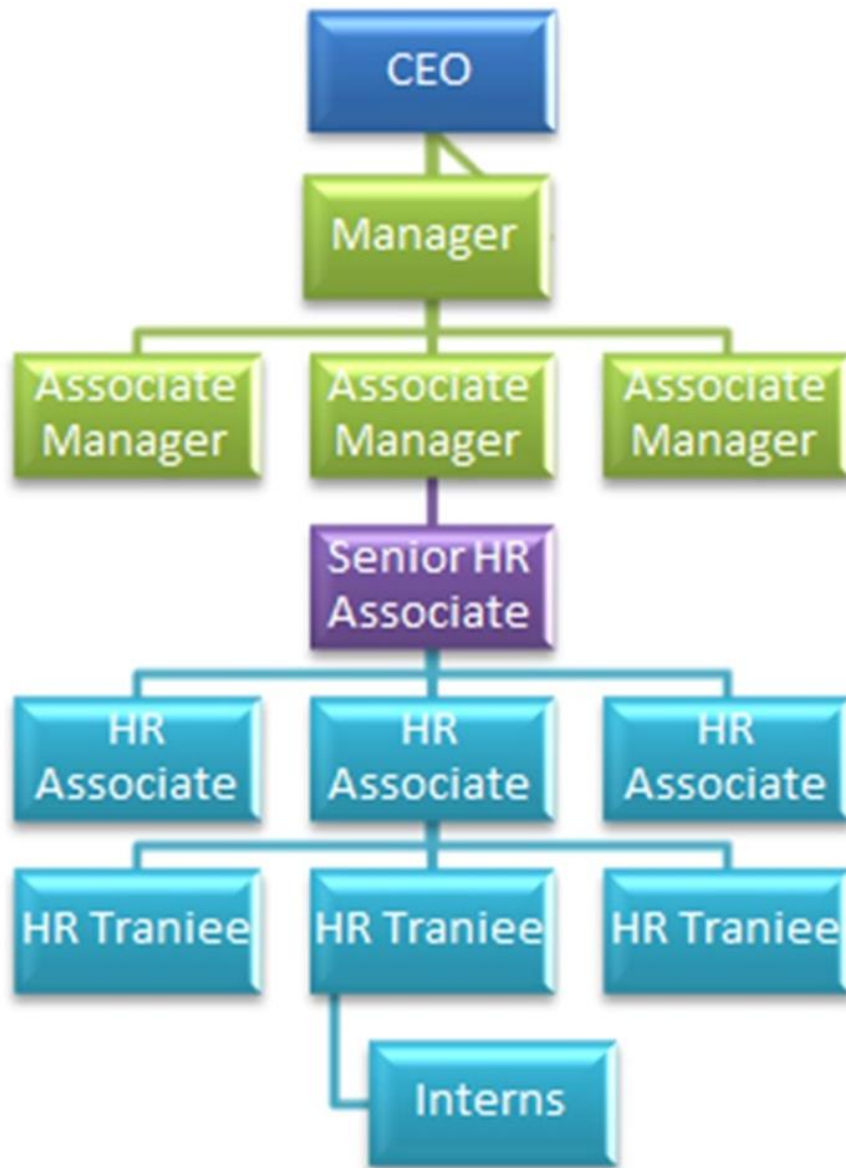 CEO
Manager
Associate
Manager
Associate
Manager
Associate
Manager
Senior HR
Associate
HR
Associate
HR
Associate
HR
Associate
HR Traniee
HR Traniee
HR Traniee
Interns